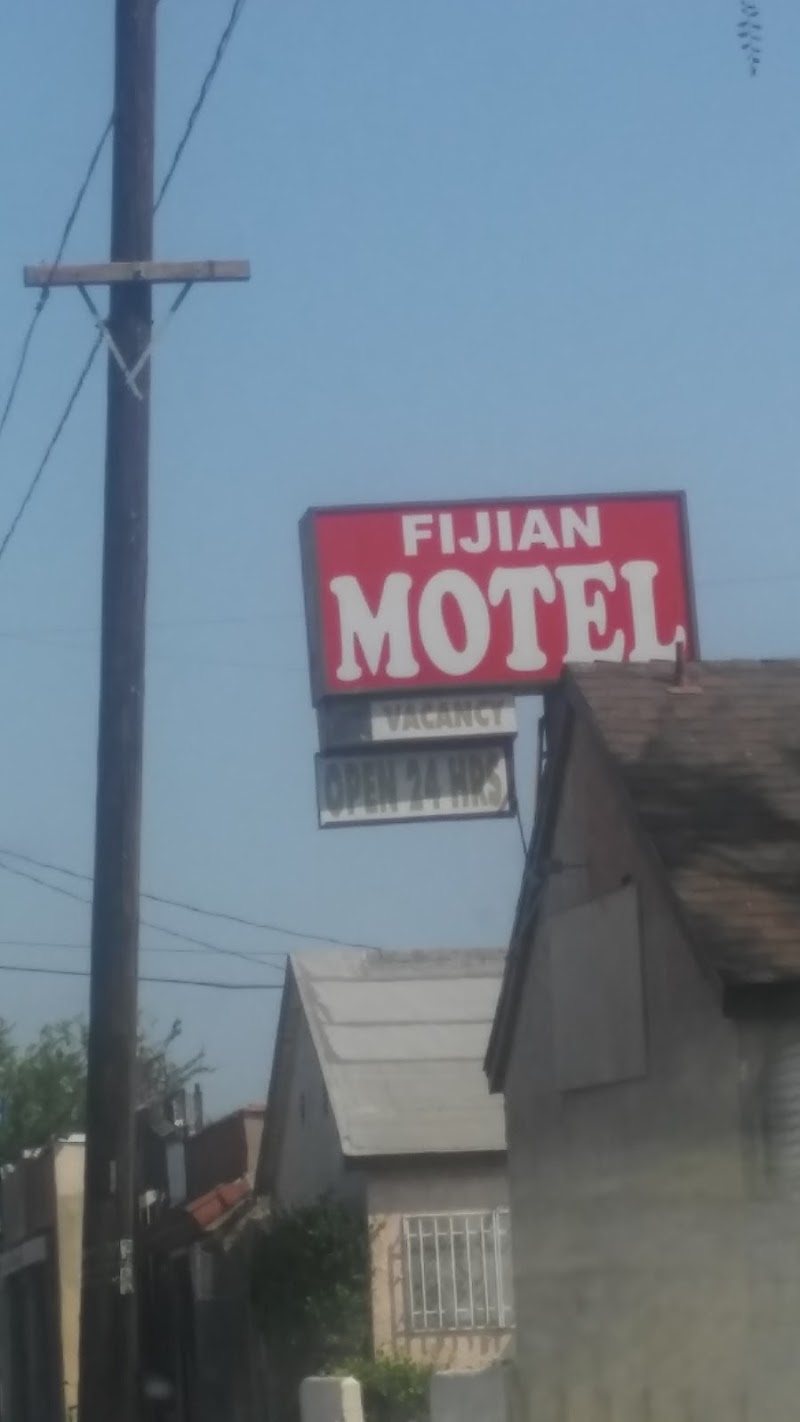 FIJIAN
MOTEL
VACANCY
OPEN 24 HRS